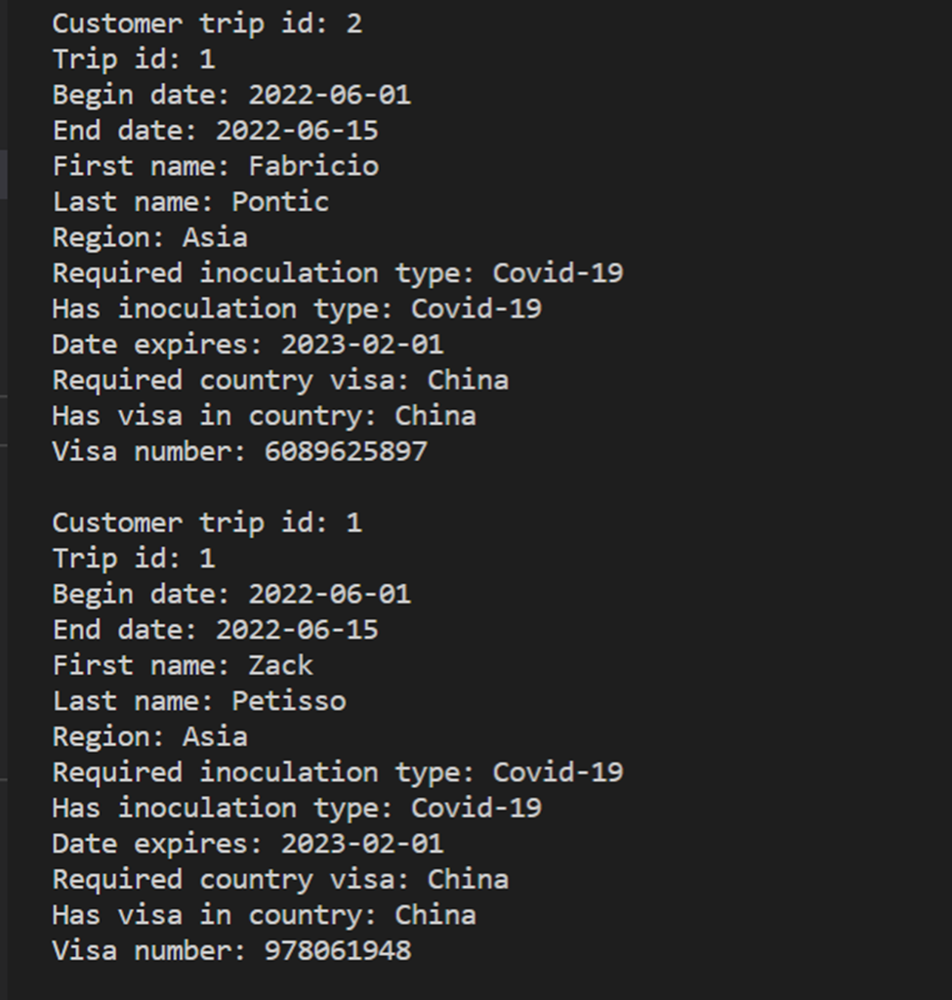 Customer trip id: 2
Trip id: 1
Begin date: 2022-06-01
End date: 2022-06-15
First name: Fabricio
Last name: Pontic
Region: Asia
Required inoculation type: Covid-19
Has inoculation type: Covid-19
Date expires: 2023-02-01
Required country visa: China
Has visa in country: China
Visa number: 6089625897

Customer trip id: 1
Trip id: 1
Begin date: 2022-06-01
End date: 2022-06-15
First name: Zack
Last name: Petisso
Region: Asia
Required inoculation type: Covid-19
Has inoculation type: Covid-19
Date expires: 2023-02-01
Required country visa: China
Has visa in country: China
Visa number: 978061948